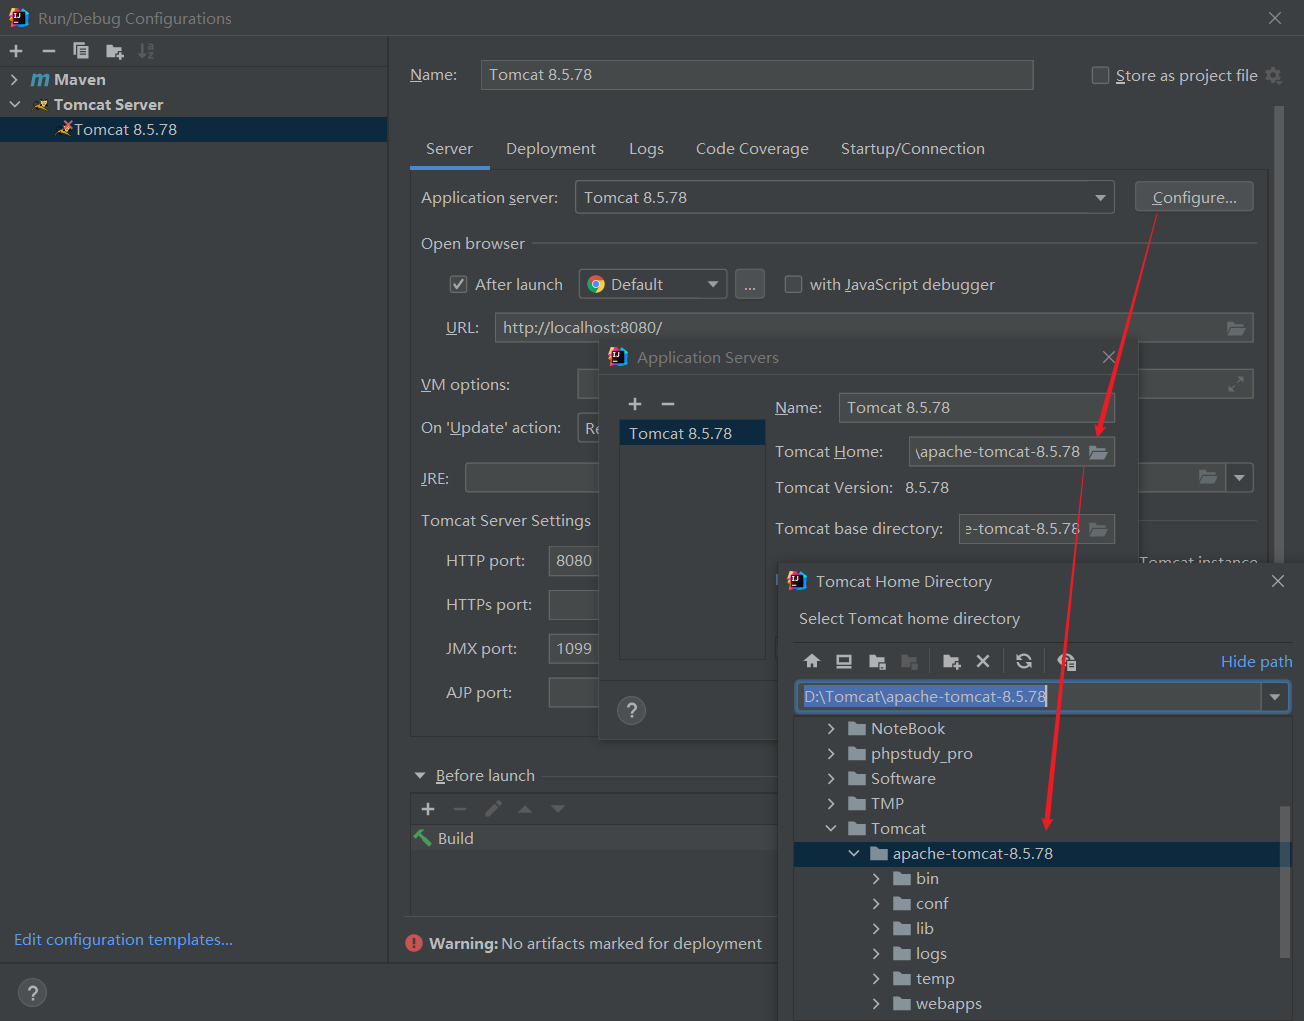 Run/Debug Configurations
Maven
Tomcat Server
Tomcat 8.5.78
Edit configuration templates...
?
Name: Tomcat 8.5.78 Store as project file
Server Deployment Logs Code Coverage Startup/Connection
Application server: Tomcat 8.5.78 Configure...
Open browser
After launch Default ... with JavaScript debugger
URL: http://localhost:8080/
VM options:
On 'Update' action: Re
JRE:
Tomcat Server Settings
HTTP port: 8080
HTTPs port:
JMX port: 1099
AJP port:
Tomcat instance
Before launch
Build
Warning: No artifacts marked for deployment
Application Servers
Tomcat 8.5.78
Name: Tomcat 8.5.78
Tomcat Home: \apache-tomcat-8.5.78
Tomcat Version: 8.5.78
Tomcat base directory: e-tomcat-8.5.78
?
Tomcat Home Directory
Select Tomcat home directory
Hide path
D:\Tomcat\apache-tomcat-8.5.78
NoteBook
phpstudy_pro
Software
TMP
Tomcat
apache-tomcat-8.5.78
bin
conf
lib
logs
temp
webapps